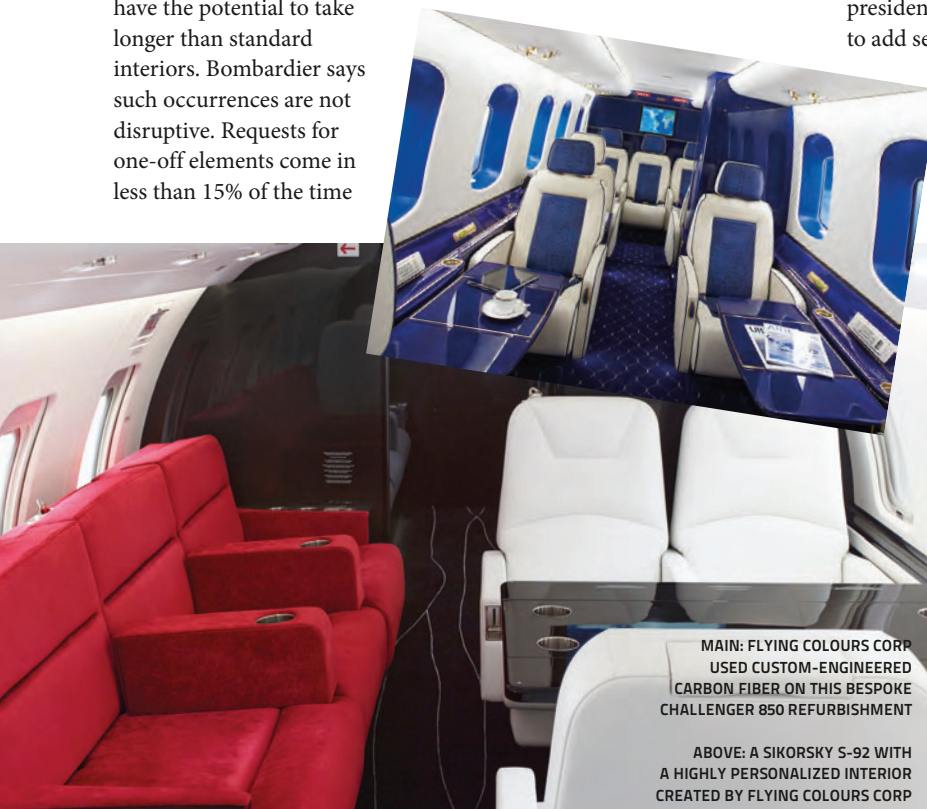 have the potential to take
longer than standard
interiors. Bombardier says
such occurrences are not
disruptive. Requests for
one-off elements come in
less than 15% of the time
to add
MAIN: FLYING COLOURS CORP
USED CUSTOM-ENGINEERED
CARBON FIBER ON THIS BESPOKE
CHALLENGER 850 REFURBISHMENT
ABOVE: A SIKORSKY S-92 WITH
A HIGHLY PERSONALIZED INTERIOR
CREATED BY FLYING COLOURS CORP